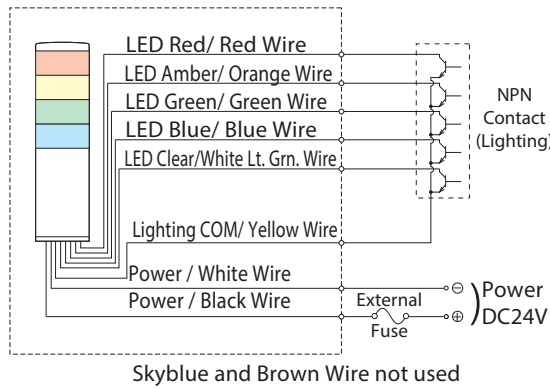 LED Red/ Red Wire
LED Amber/ Orange Wire
LED Green/ Green Wire
LED Blue/ Blue Wire
LED Clear/White Lt. Grn. Wire
Lighting COM/ Yellow Wire
Power / White Wire
Power / Black Wire
External
Fuse
NPN
Contact
(Lighting)
⊖
⊕
Power
DC24V
Skyblue and Brown Wire not used